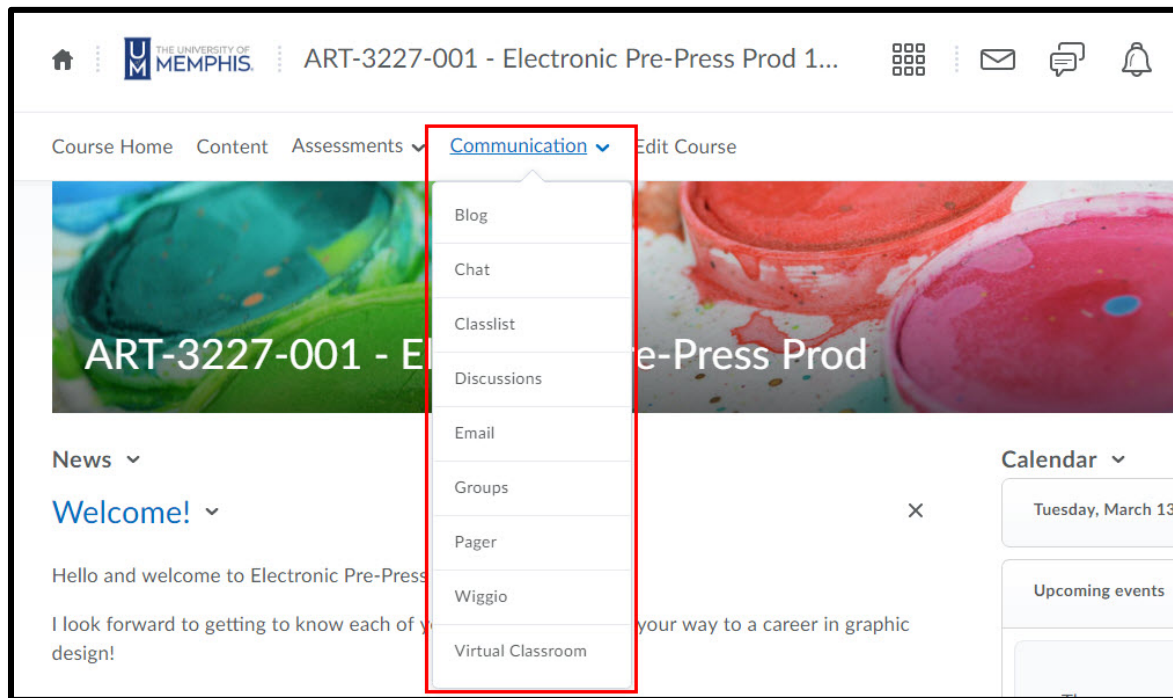 THE UNIVERSITY OF
MEMPHIS.
ART-3227-001 - Electronic Pre-Press Prod 1...
Course Home Content Assessments Communication Edit Course
Blog
Chat
Classlist
Discussions
Email
Groups
Pager
Wiggio
Virtual Classroom
ART-3227-001 - El e-Press Prod
News
Welcome!
Hello and welcome to Electronic Pre-Press
I look forward to getting to know each of your way to a career in graphic
design!
Calendar
Tuesday, March 13
Upcoming events